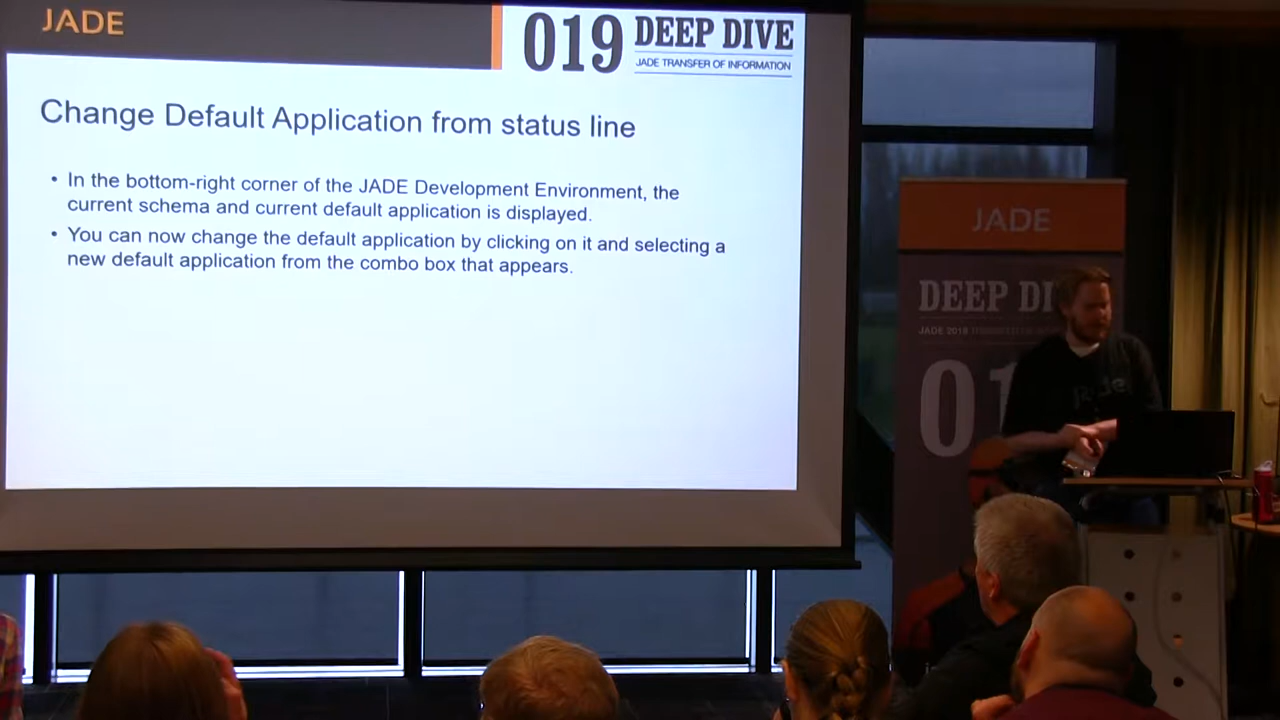 JADE
019 DEEP DIVE
JADE TRANSFER OF INFORMATION
Change Default Application from status line
• In the bottom-right corner of the JADE Development Environment, the
current schema and current default application is displayed.
• You can now change the default application by clicking on it and selecting a
new default application from the combo box that appears.
JADE
DEEP DI
JADE 2018
01
Jade